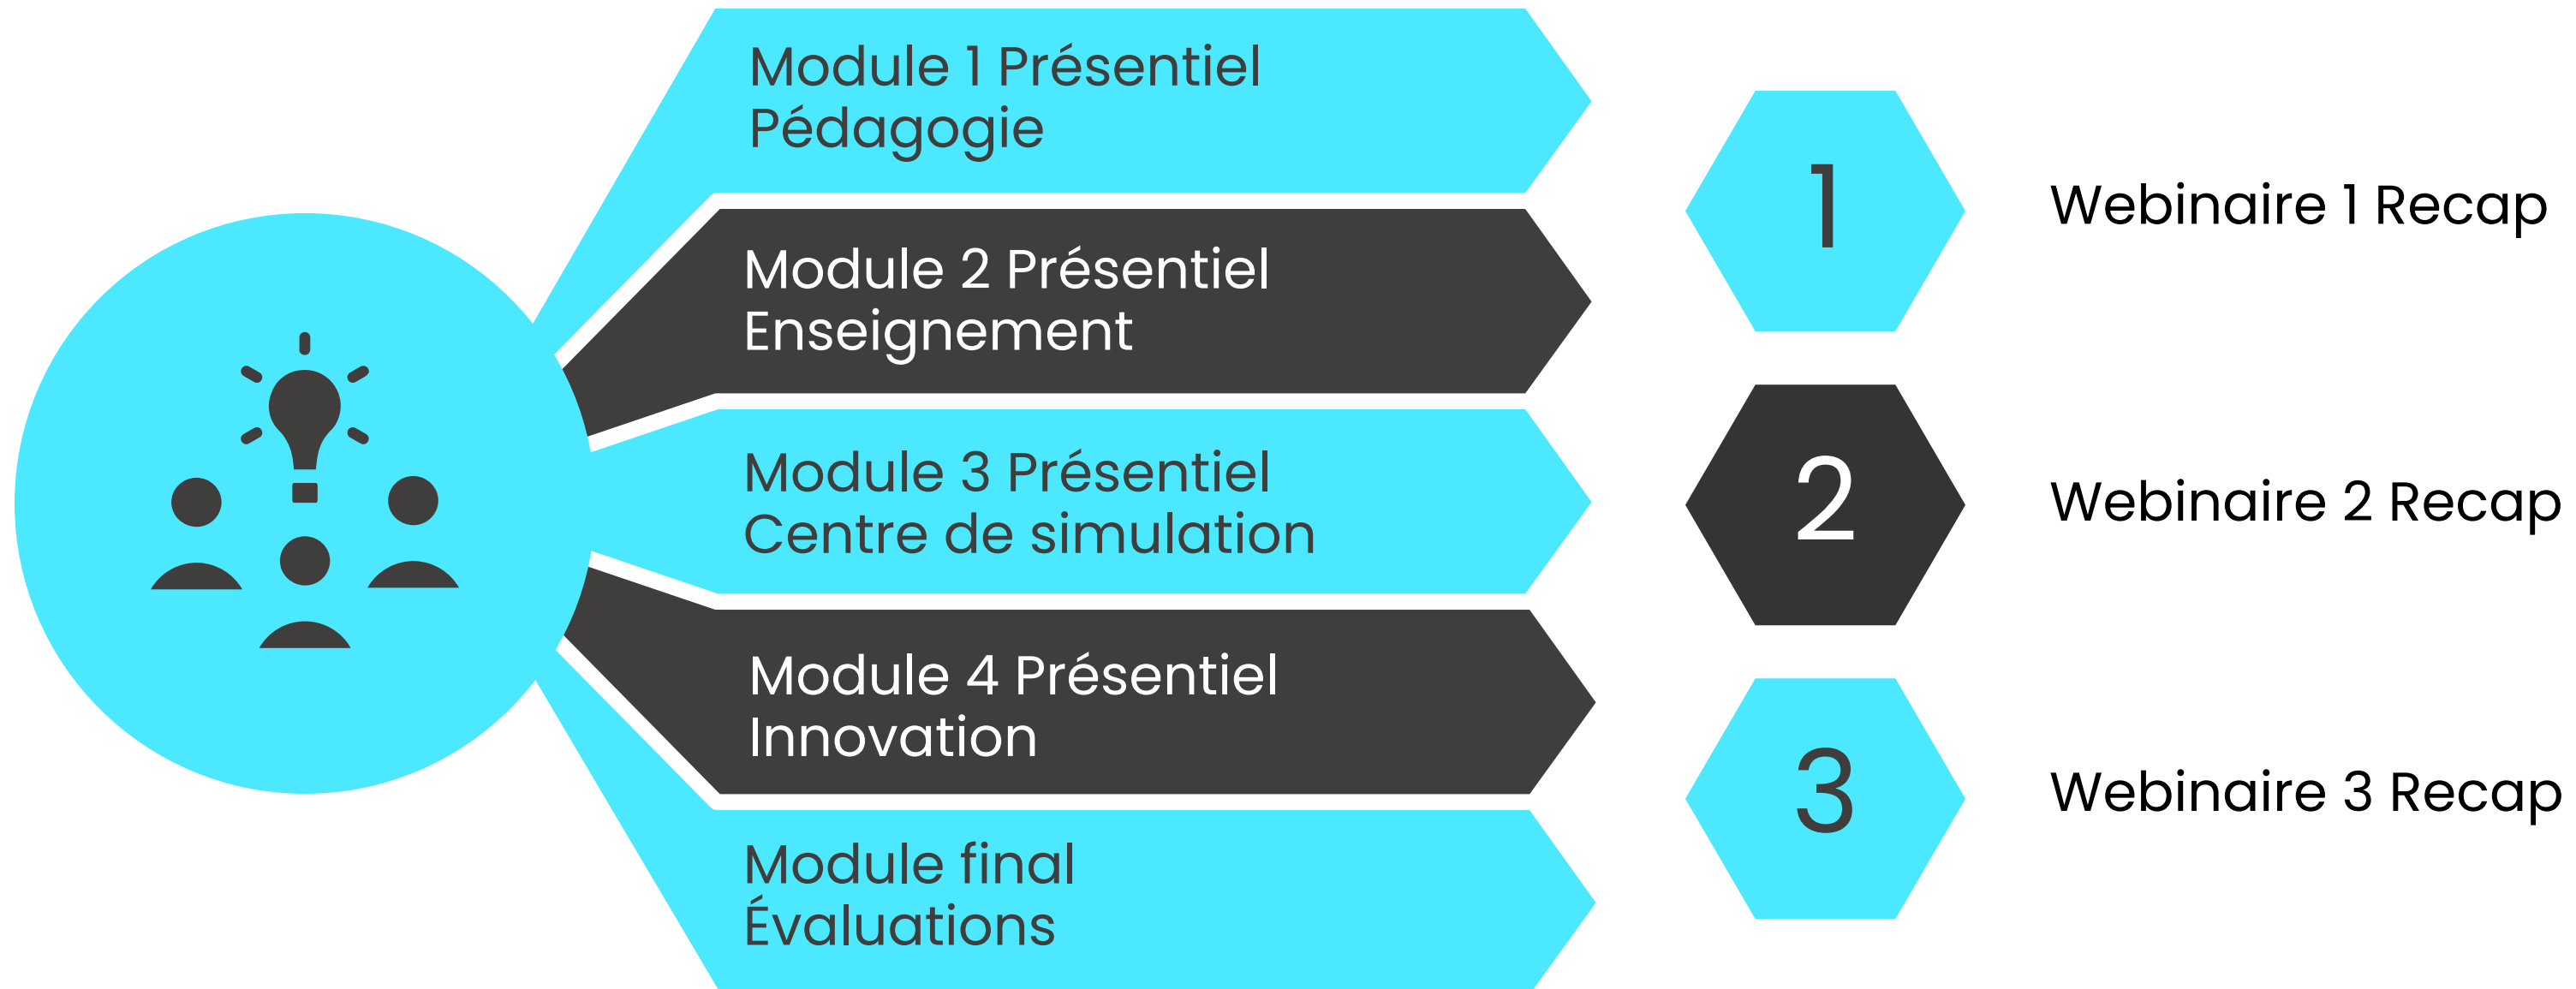 Module 1 Présentiel
Pédagogie
Module 2 Présentiel
Enseignement
Module 3 Présentiel
Centre de simulation
Module 4 Présentiel
Innovation
Module final
Évaluations
1
Webinaire 1 Recap
2
Webinaire 2 Recap
3
Webinaire 3 Recap